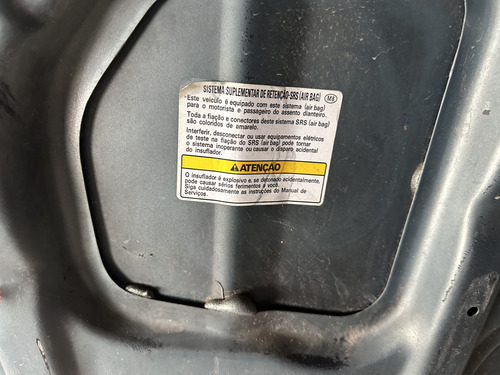 SISTEMA SUPLEMENTAR DE RETENÇÃO-SRS (AIR BAG) M8
Este veículo é equipado com este sistema (air bag)
para o motorista e passageiro do assento dianteiro.
Toda a fiação e conectores deste sistema SRS (air bag)
são coloridos de amarelo.
Interferir, desconectar ou usar equipamentos elétricos
de teste na fiação do SRS (air bag) pode tornar
o sistema inoperante ou causar o disparo acidental
do insuflador.
ATENÇÃO
O insuflador é explosivo e, se detonado acidentalmente,
pode causar sérios ferimentos à você.
Siga cuidadosamente as instruções do Manual de
Serviços.